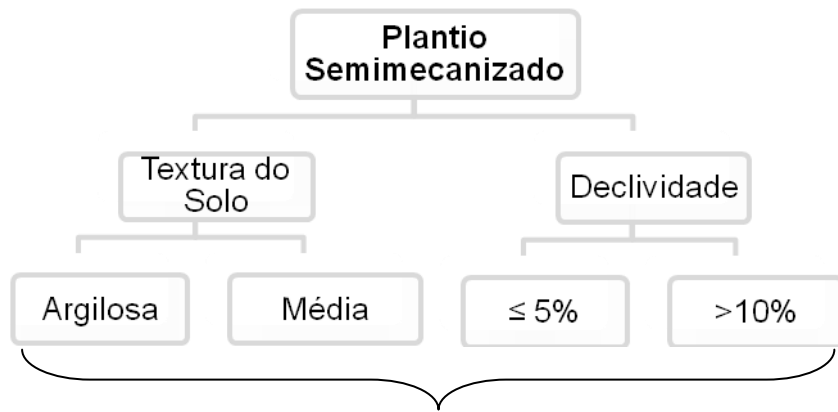 Plantio
Semimecanizado
Textura do
Solo
Declividade
Argilosa
Média
≤ 5%
>10%